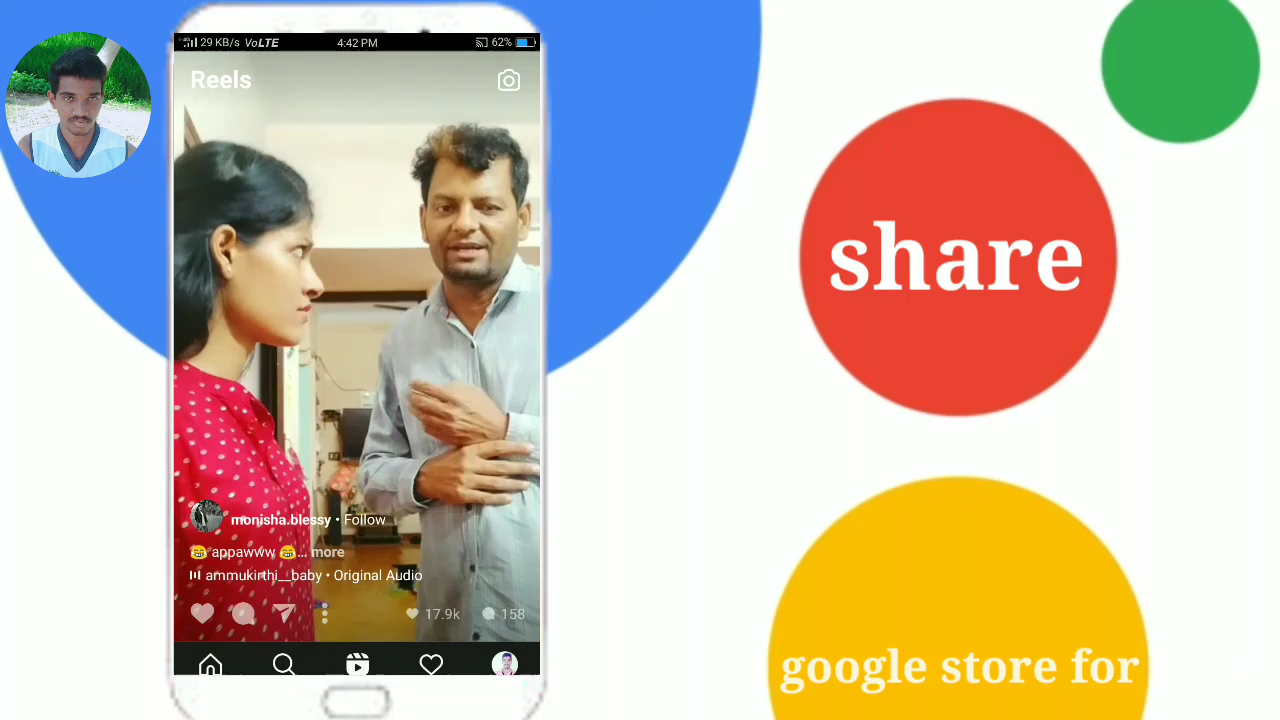 29 KB/s VoLTE 4:42 PM 62%
Reels
share
monisha.blessy • Follow
😂 appawww 😂... more
ammukirthi__baby • Original Audio
17.9k 158
google store for